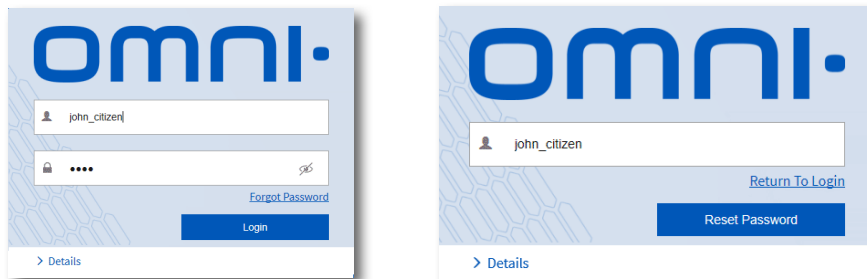 omni
john_citizen
••••
Forgot Password
Login
> Details
omni
john_citizen
Return To Login
Reset Password
> Details